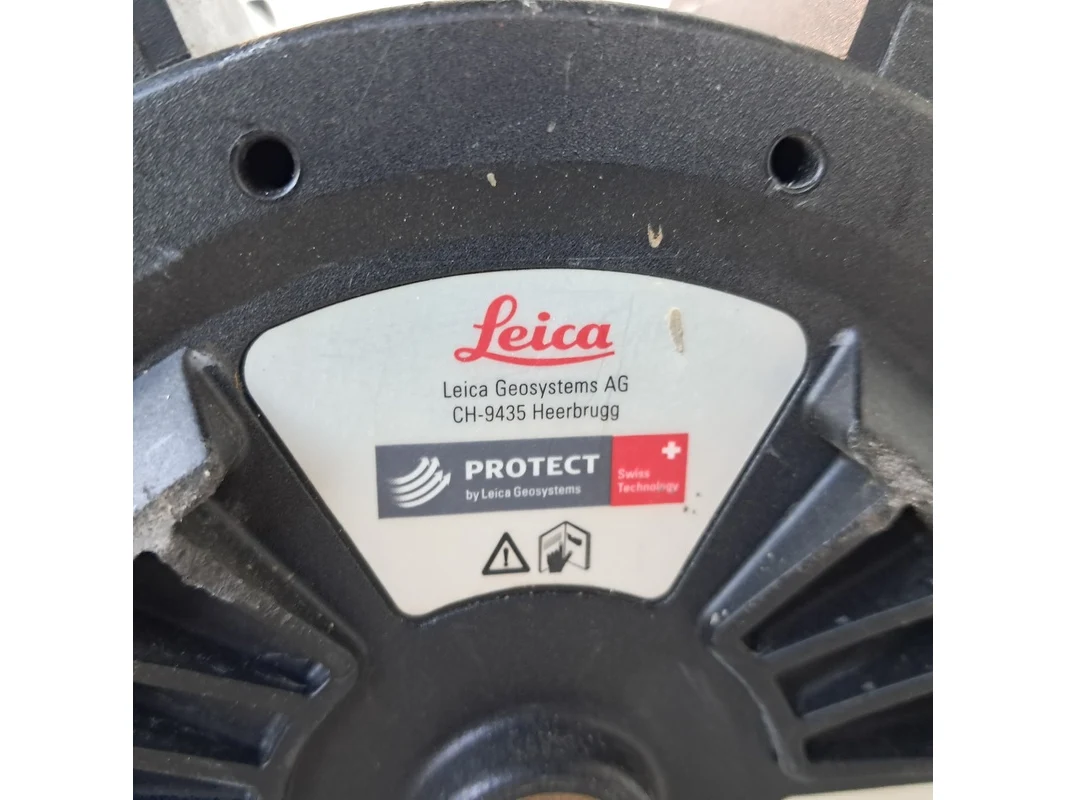 Leica
Leica Geosystems AG
CH-9435 Heerbrugg
PROTECT
by Leica Geosystems
Swiss
Technology